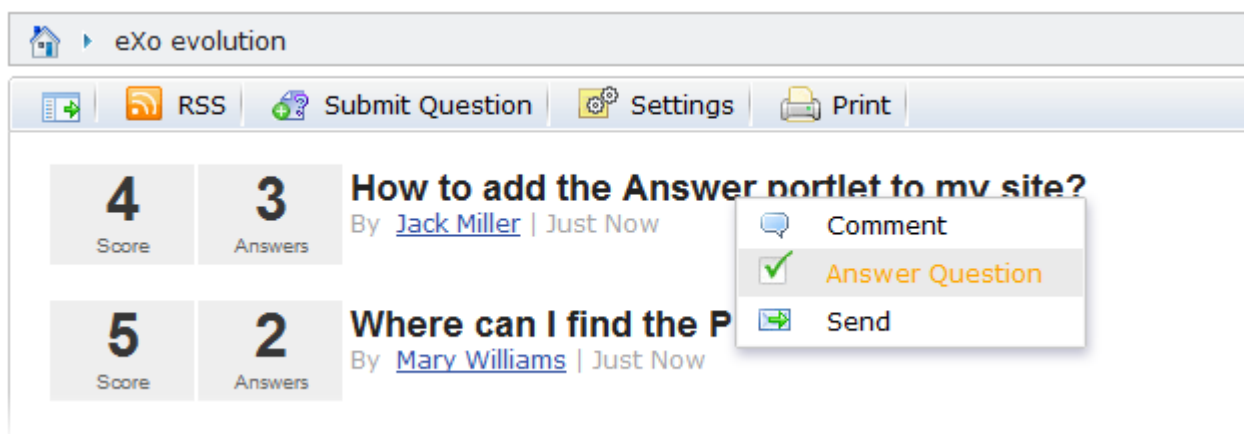 eXo evolution
RSS Submit Question Settings Print
4 3 How to add the Answer portlet to my site?
Score Answers By Jack Miller | Just Now
Comment
Answer Question
Send
5 2 Where can I find the P
Score Answers By Mary Williams | Just Now